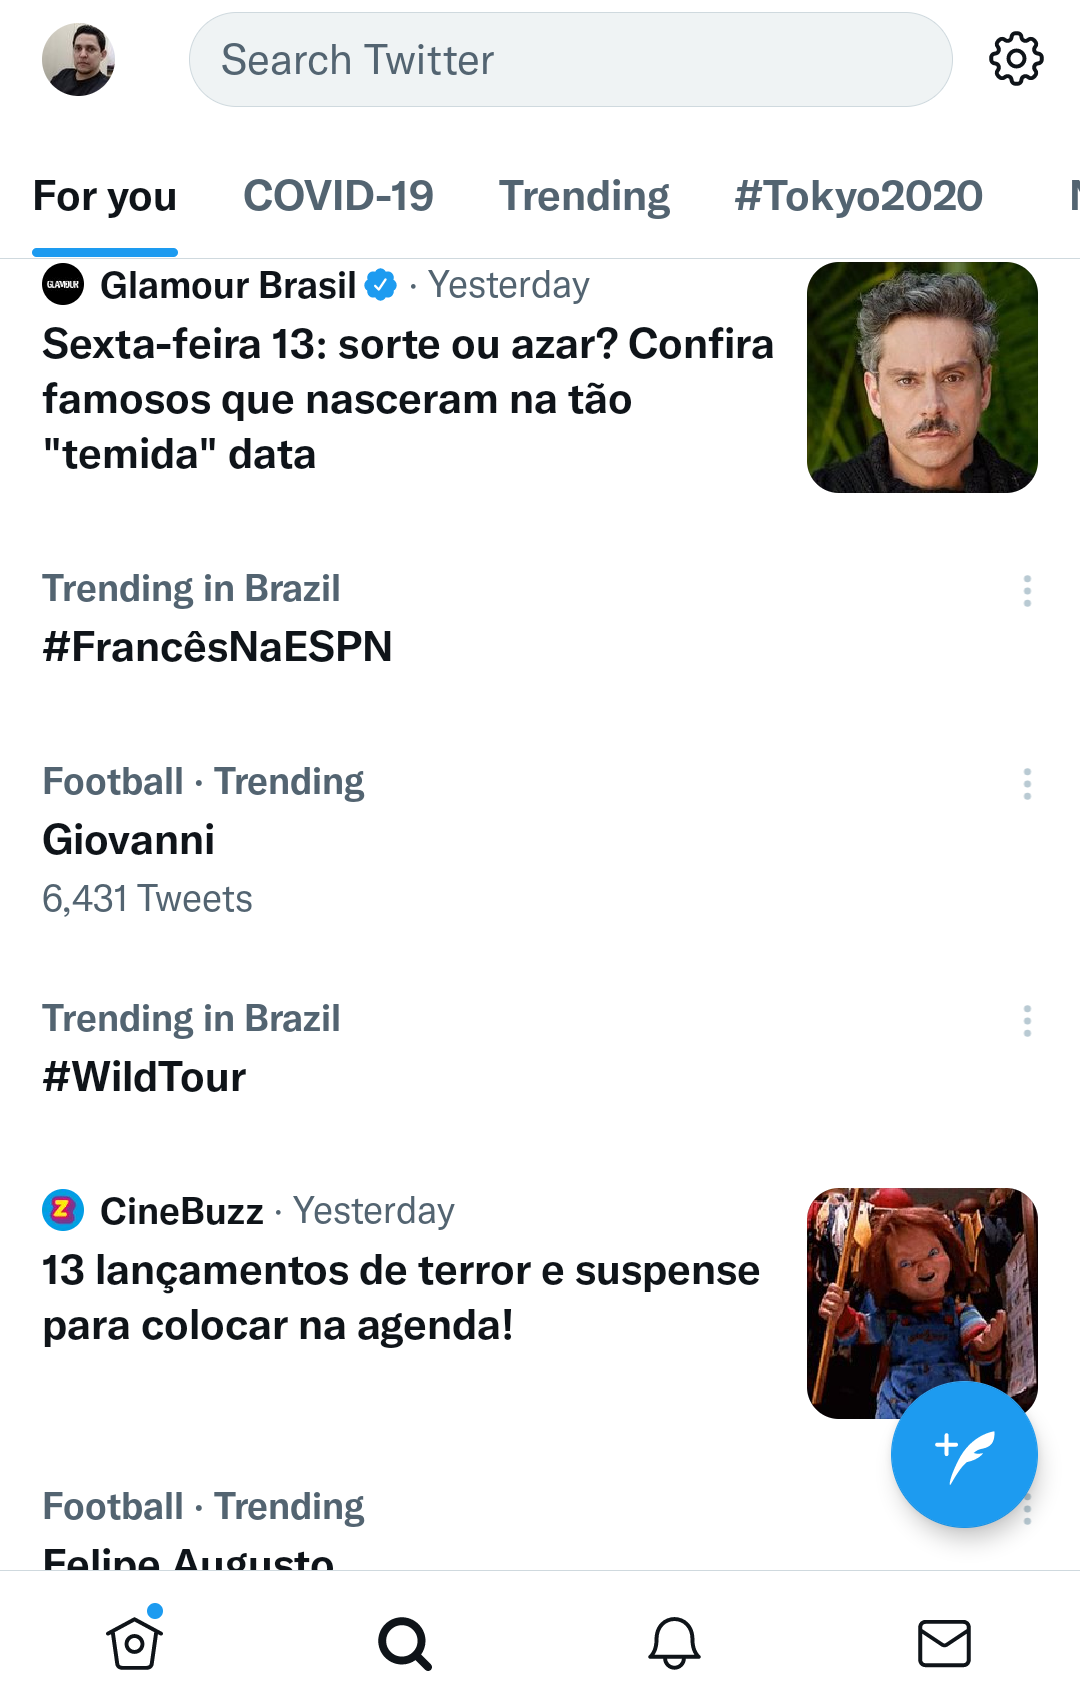 Search Twitter
For you COVID-19 Trending #Tokyo2020
GLAMOUR Glamour Brasil · Yesterday
Sexta-feira 13: sorte ou azar? Confira
famosos que nasceram na tão
"temida" data
Trending in Brazil
#FrancêsNaESPN
Football · Trending
Giovanni
6,431 Tweets
Trending in Brazil
#WildTour
Z CineBuzz · Yesterday
13 lançamentos de terror e suspense
para colocar na agenda!
Football · Trending
Felipe Augusto